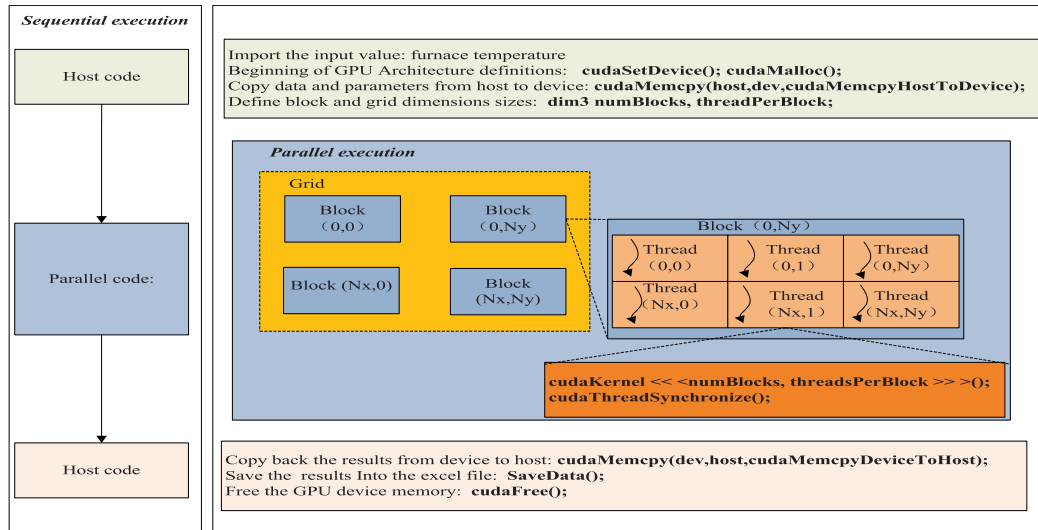 Sequential execution
Host code
Parallel code:
Host code
Import the input value: furnace temperature
Beginning of GPU Architecture definitions: cudaSetDevice(); cudaMalloc();
Copy data and parameters from host to device: cudaMemcpy(host,dev,cudaMemcpyHostToDevice);
Define block and grid dimensions sizes: dim3 numBlocks, threadPerBlock;
Parallel execution
Grid
Block
(0,0)
Block
(0,Ny)
Block (Nx,0)
Block
(Nx,Ny)
Block (0,Ny)
Thread
(0,0)
Thread
(0,1)
Thread
(0,Ny)
Thread
(Nx,0)
Thread
(Nx,1)
Thread
(Nx,Ny)
cudaKernel << <numBlocks, threadsPerBlock >> >();
cudaThreadSynchronize();
Copy back the results from device to host: cudaMemcpy(dev,host,cudaMemcpyDeviceToHost);
Save the results Into the excel file: SaveData();
Free the GPU device memory: cudaFree();